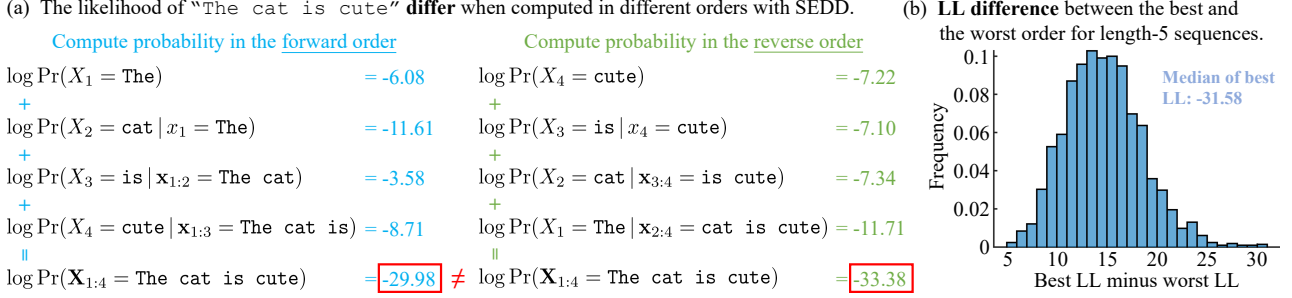 (a) The likelihood of "The cat is cute" differ when computed in different orders with SEDD.
Compute probability in the forward order
log Pr(X₁ = The) = -6.08
+
log Pr(X₂ = cat | x₁ = The) = -11.61
+
log Pr(X₃ = is | x₁:₂ = The cat) = -3.58
+
log Pr(X₄ = cute | x₁:₃ = The cat is) = -8.71
=
log Pr(X₁:₄ = The cat is cute) = -29.98
≠
Compute probability in the reverse order
log Pr(X₄ = cute) = -7.22
+
log Pr(X₃ = is | x₄ = cute) = -7.10
+
log Pr(X₂ = cat | x₃:₄ = is cute) = -7.34
+
log Pr(X₁ = The | x₂:₄ = cat is cute) = -11.71
=
log Pr(X₁:₄ = The cat is cute) = -33.38
(b) LL difference between the best and
the worst order for length-5 sequences.
Median of best
LL: -31.58
Frequency
0.1
0.08
0.06
0.04
0.02
0
5 10 15 20 25 30
Best LL minus worst LL